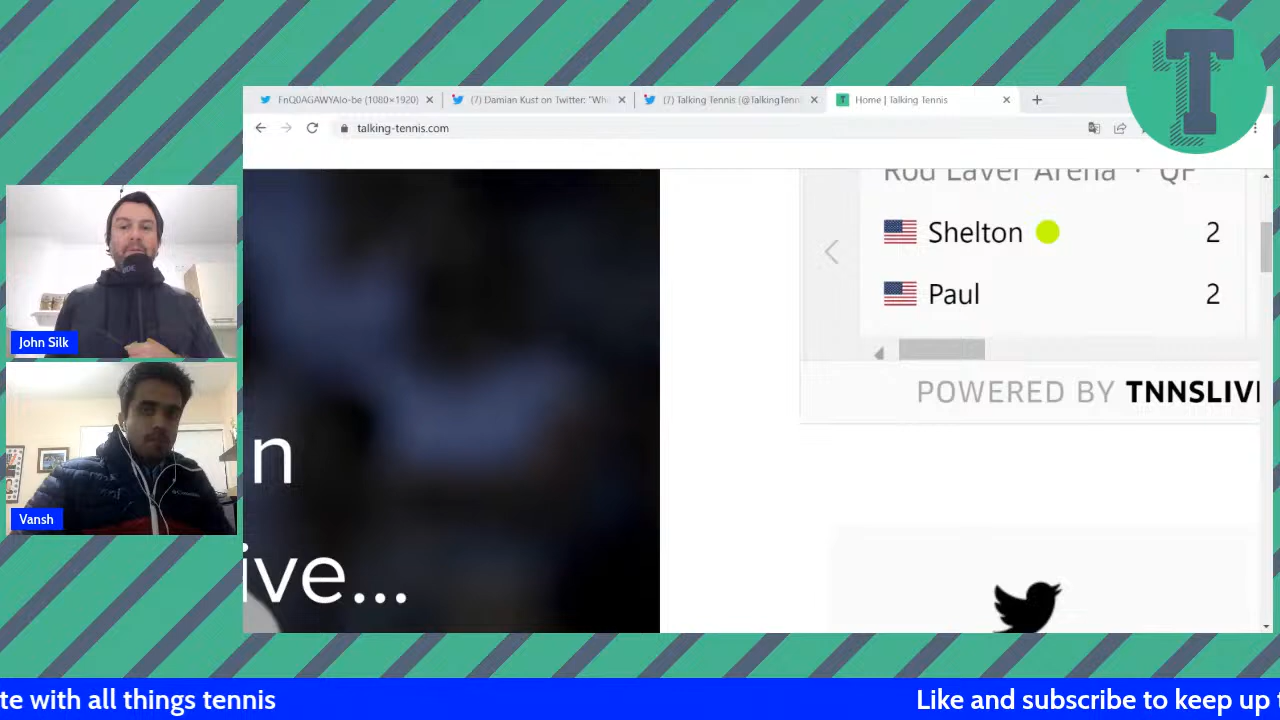 T
FnQ0AGAWYAIo-be (1080×1920)
(7) Damian Kust on Twitter: "Wh
(7) Talking Tennis (@TalkingTenn
Home | Talking Tennis
talking-tennis.com
Rod Laver Arena · QF
Shelton 2
Paul 2
POWERED BY TNNSLIV
n
ive...
John Silk
Vansh
te with all things tennis
Like and subscribe to keep up